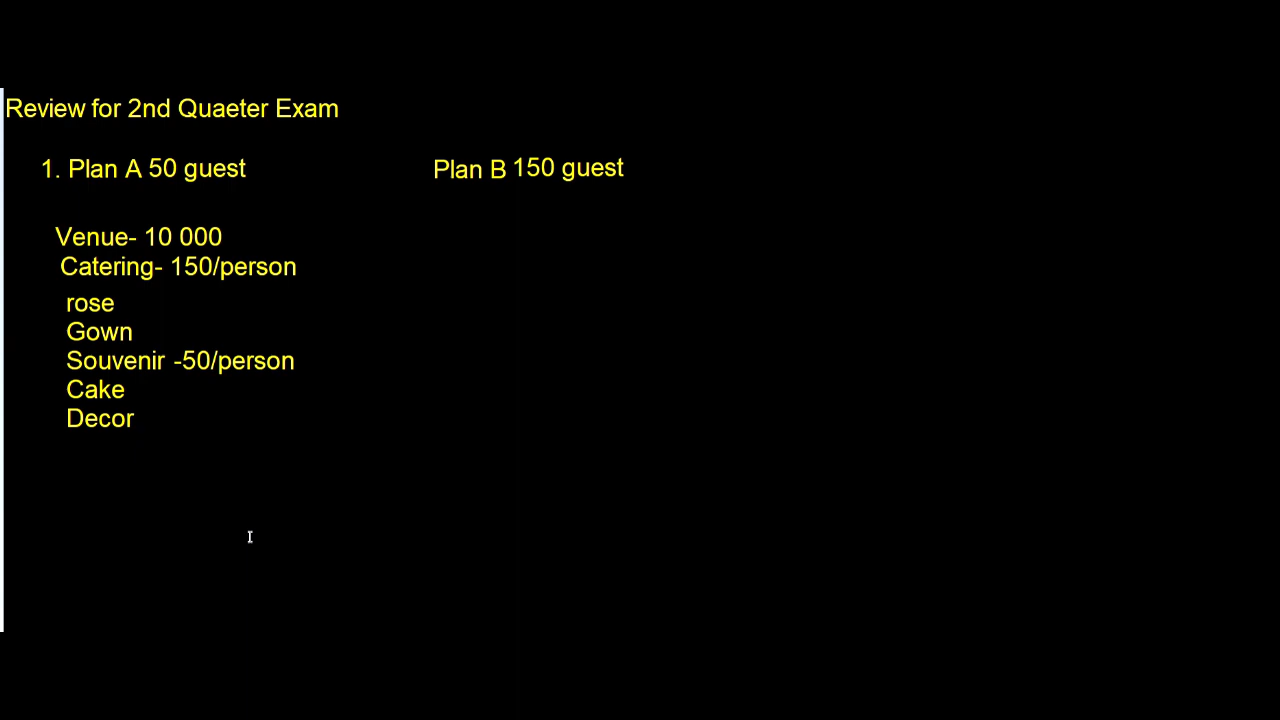 Review for 2nd Quaeter Exam
1. Plan A 50 guest
Plan B 150 guest
Venue- 10 000
Catering- 150/person
rose
Gown
Souvenir -50/person
Cake
Decor